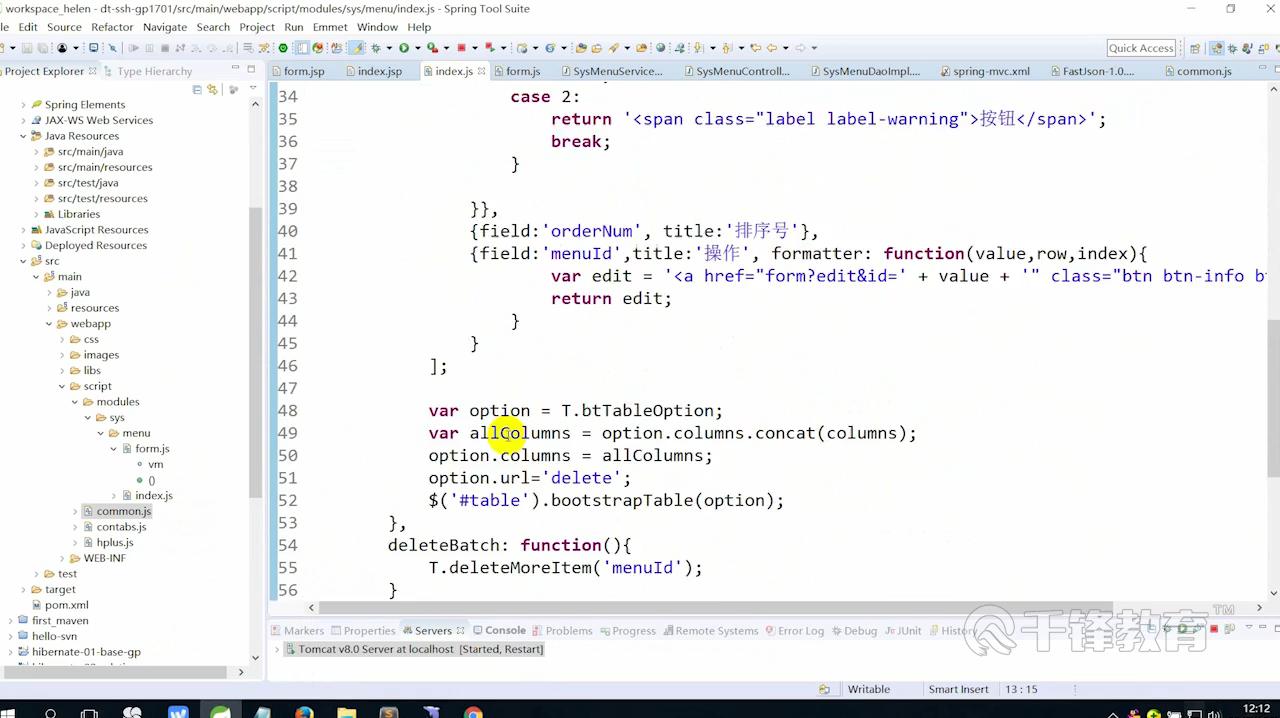 workspace_helen - dt-ssh-gp1701/src/main/webapp/script/modules/sys/menu/index.js - Spring Tool Suite
Edit Source Refactor Navigate Search Project Run Emmet Window Help
Quick Access
Project Explorer Type Hierarchy
form.jsp index.jsp index.js form.js SysMenuService... SysMenuControll... SysMenuDaoImpl.... spring-mvc.xml FastJson-1.0.... common.js
Spring Elements
JAX-WS Web Services
Java Resources
src/main/java
src/main/resources
src/test/java
src/test/resources
Libraries
JavaScript Resources
Deployed Resources
src
main
java
resources
webapp
css
images
libs
script
modules
sys
menu
form.js
vm
()
index.js
common.js
contabs.js
hplus.js
WEB-INF
test
target
pom.xml
first_maven
hello-svn
hibernate-01-base-gp
34 case 2:
35 return '<span class="label label-warning">按钮</span>';
36 break;
37 }
38
39 }},
40 {field:'orderNum', title:'排序号'},
41 {field:'menuId',title:'操作', formatter: function(value,row,index){
42 var edit = '<a href="form?edit&id=' + value + '" class="btn btn-info b
43 return edit;
44 }
45 }
46 ];
47
48 var option = T.btTableOption;
49 var allColumns = option.columns.concat(columns);
50 option.columns = allColumns;
51 option.url='delete';
52 $('#table').bootstrapTable(option);
53 },
54 deleteBatch: function(){
55 T.deleteMoreItem('menuId');
56 }
千锋教育 TM
Markers Properties Servers Console Problems Progress Remote Systems Error Log Debug JUnit History
Tomcat v8.0 Server at localhost [Started, Restart]
Writable Smart Insert 13 : 15
12:12